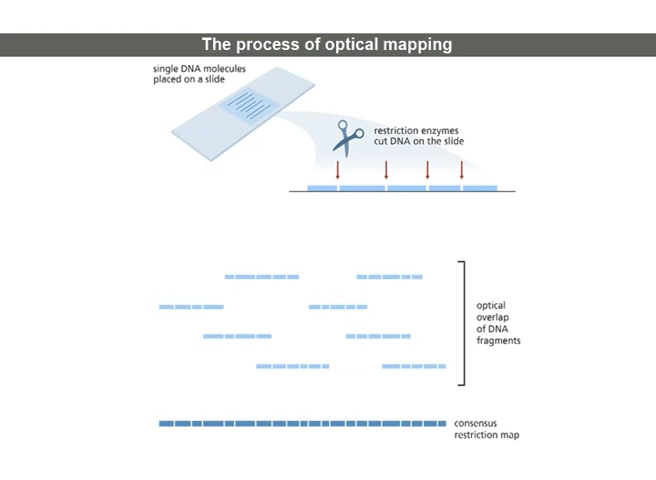 The process of optical mapping
single DNA molecules
placed on a slide
restriction enzymes
cut DNA on the slide
optical
overlap
of DNA
fragments
consensus
restriction map